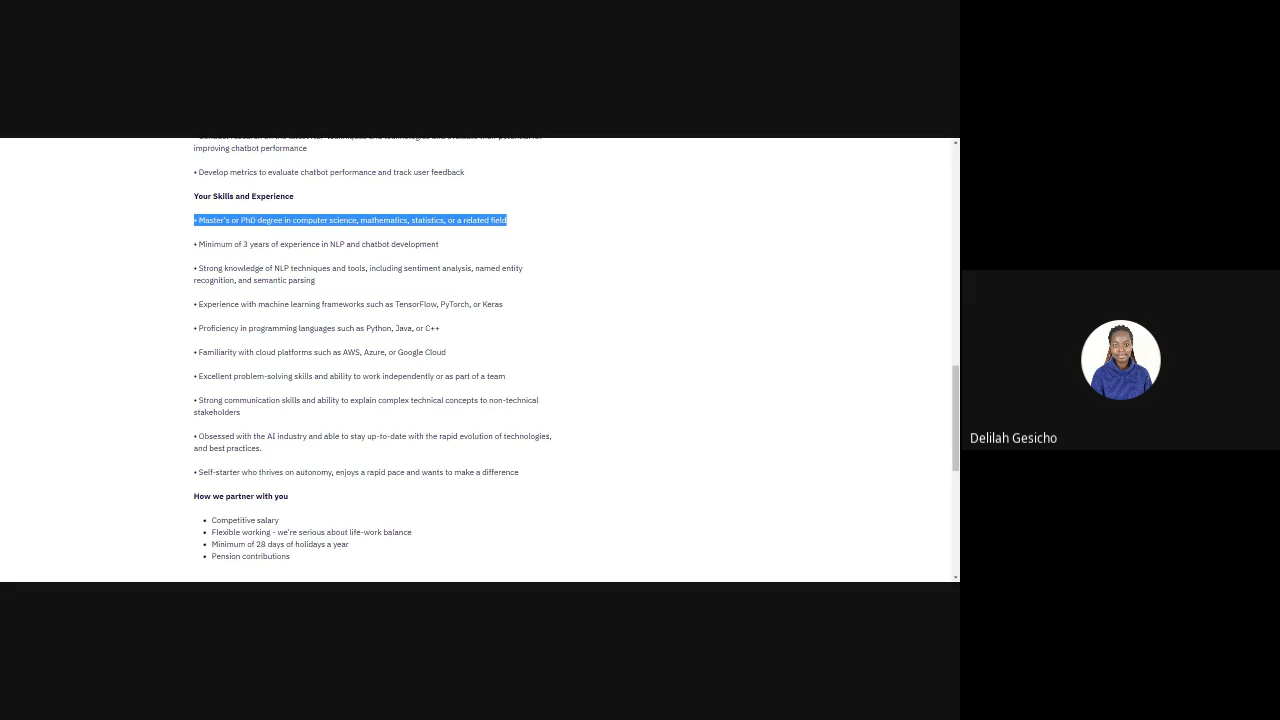 improving chatbot performance
• Develop metrics to evaluate chatbot performance and track user feedback
Your Skills and Experience
• Master's or PhD degree in computer science, mathematics, statistics, or a related field
• Minimum of 3 years of experience in NLP and chatbot development
• Strong knowledge of NLP techniques and tools, including sentiment analysis, named entity
recognition, and semantic parsing
• Experience with machine learning frameworks such as TensorFlow, PyTorch, or Keras
• Proficiency in programming languages such as Python, Java, or C++
• Familiarity with cloud platforms such as AWS, Azure, or Google Cloud
• Excellent problem-solving skills and ability to work independently or as part of a team
• Strong communication skills and ability to explain complex technical concepts to non-technical
stakeholders
• Obsessed with the AI industry and able to stay up-to-date with the rapid evolution of technologies,
and best practices.
• Self-starter who thrives on autonomy, enjoys a rapid pace and wants to make a difference
How we partner with you
• Competitive salary
• Flexible working - we're serious about life-work balance
• Minimum of 28 days of holidays a year
• Pension contributions
Delilah Gesicho